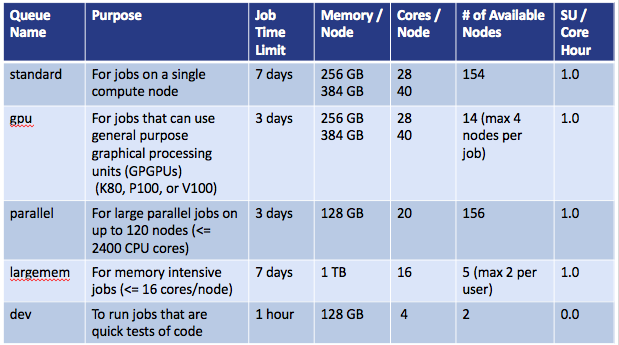 Queue Name | Purpose | Job Time Limit | Memory / Node | Cores / Node | # of Available Nodes | SU / Core Hour
standard | For jobs on a single compute node | 7 days | 256 GB 384 GB | 28 40 | 154 | 1.0
gpu | For jobs that can use general purpose graphical processing units (GPGPUs) (K80, P100, or V100) | 3 days | 256 GB 384 GB | 28 40 | 14 (max 4 nodes per job) | 1.0
parallel | For large parallel jobs on up to 120 nodes (<= 2400 CPU cores) | 3 days | 128 GB | 20 | 156 | 1.0
largemem | For memory intensive jobs (<= 16 cores/node) | 7 days | 1 TB | 16 | 5 (max 2 per user) | 1.0
dev | To run jobs that are quick tests of code | 1 hour | 128 GB | 4 | 2 | 0.0